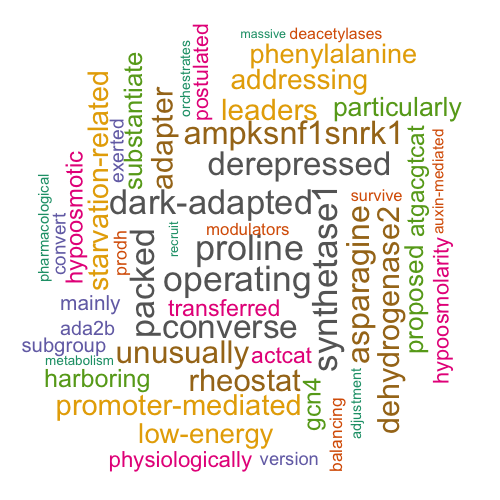 massive
deacetylases
orchestrates
postulated
phenylalanine
addressing
substantiate
exerted
starvation-related
adapter
leaders
particularly
ampksnf1snrk1
atgacgtcat
auxin-mediated
derepressed
hypoosmotic
convert
pharmacological
dark-adapted
synthetase1
survive
asparagine
dehydrogenase2
proposed
hypoosmolarity
modulators
recruit
prodh
packed
proline
operating
mainly
transferred
ada2b
converse
subgroup
metabolism
unusually
actcat
harboring
rheostat
gcn4
balancing
adjustment
promoter-mediated
low-energy
physiologically
version